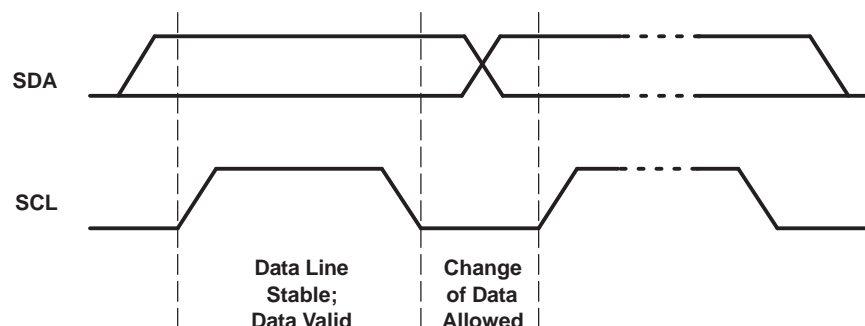 SDA
SCL
Data Line
Stable;
Data Valid
Change
of Data
Allowed